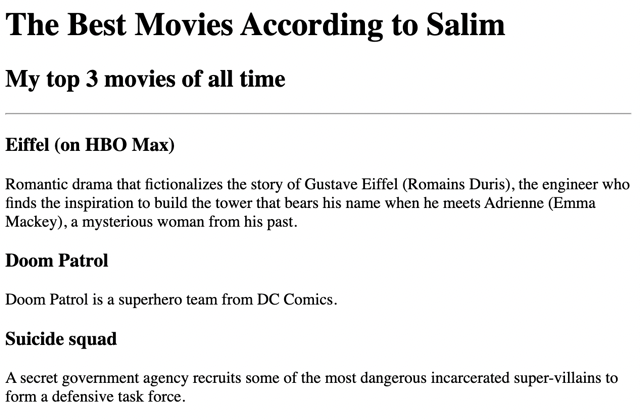 The Best Movies According to Salim
My top 3 movies of all time
Eiffel (on HBO Max)
Romantic drama that fictionalizes the story of Gustave Eiffel (Romains Duris), the engineer who
finds the inspiration to build the tower that bears his name when he meets Adrienne (Emma
Mackey), a mysterious woman from his past.
Doom Patrol
Doom Patrol is a superhero team from DC Comics.
Suicide squad
A secret government agency recruits some of the most dangerous incarcerated super-villains to
form a defensive task force.